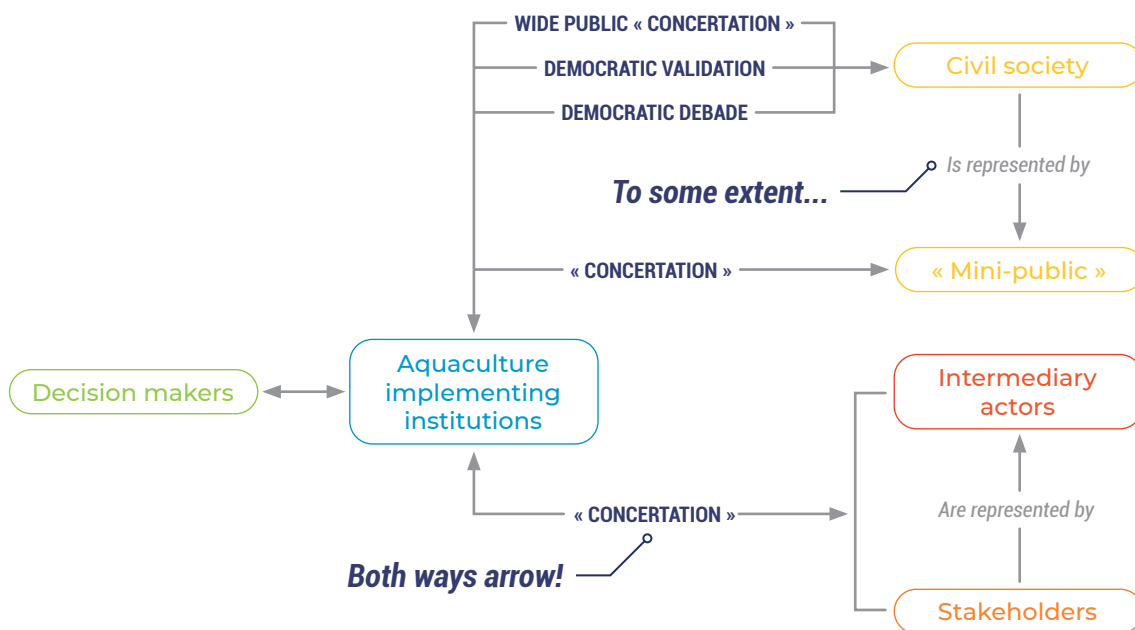 WIDE PUBLIC « CONCERTATION »
DEMOCRATIC VALIDATION
DEMOCRATIC DEBADE
Civil society
Is represented by
To some extent...
« CONCERTATION »
« Mini-public »
Decision makers
Aquaculture
implementing
institutions
Intermediary
actors
« CONCERTATION »
Are represented by
Both ways arrow!
Stakeholders